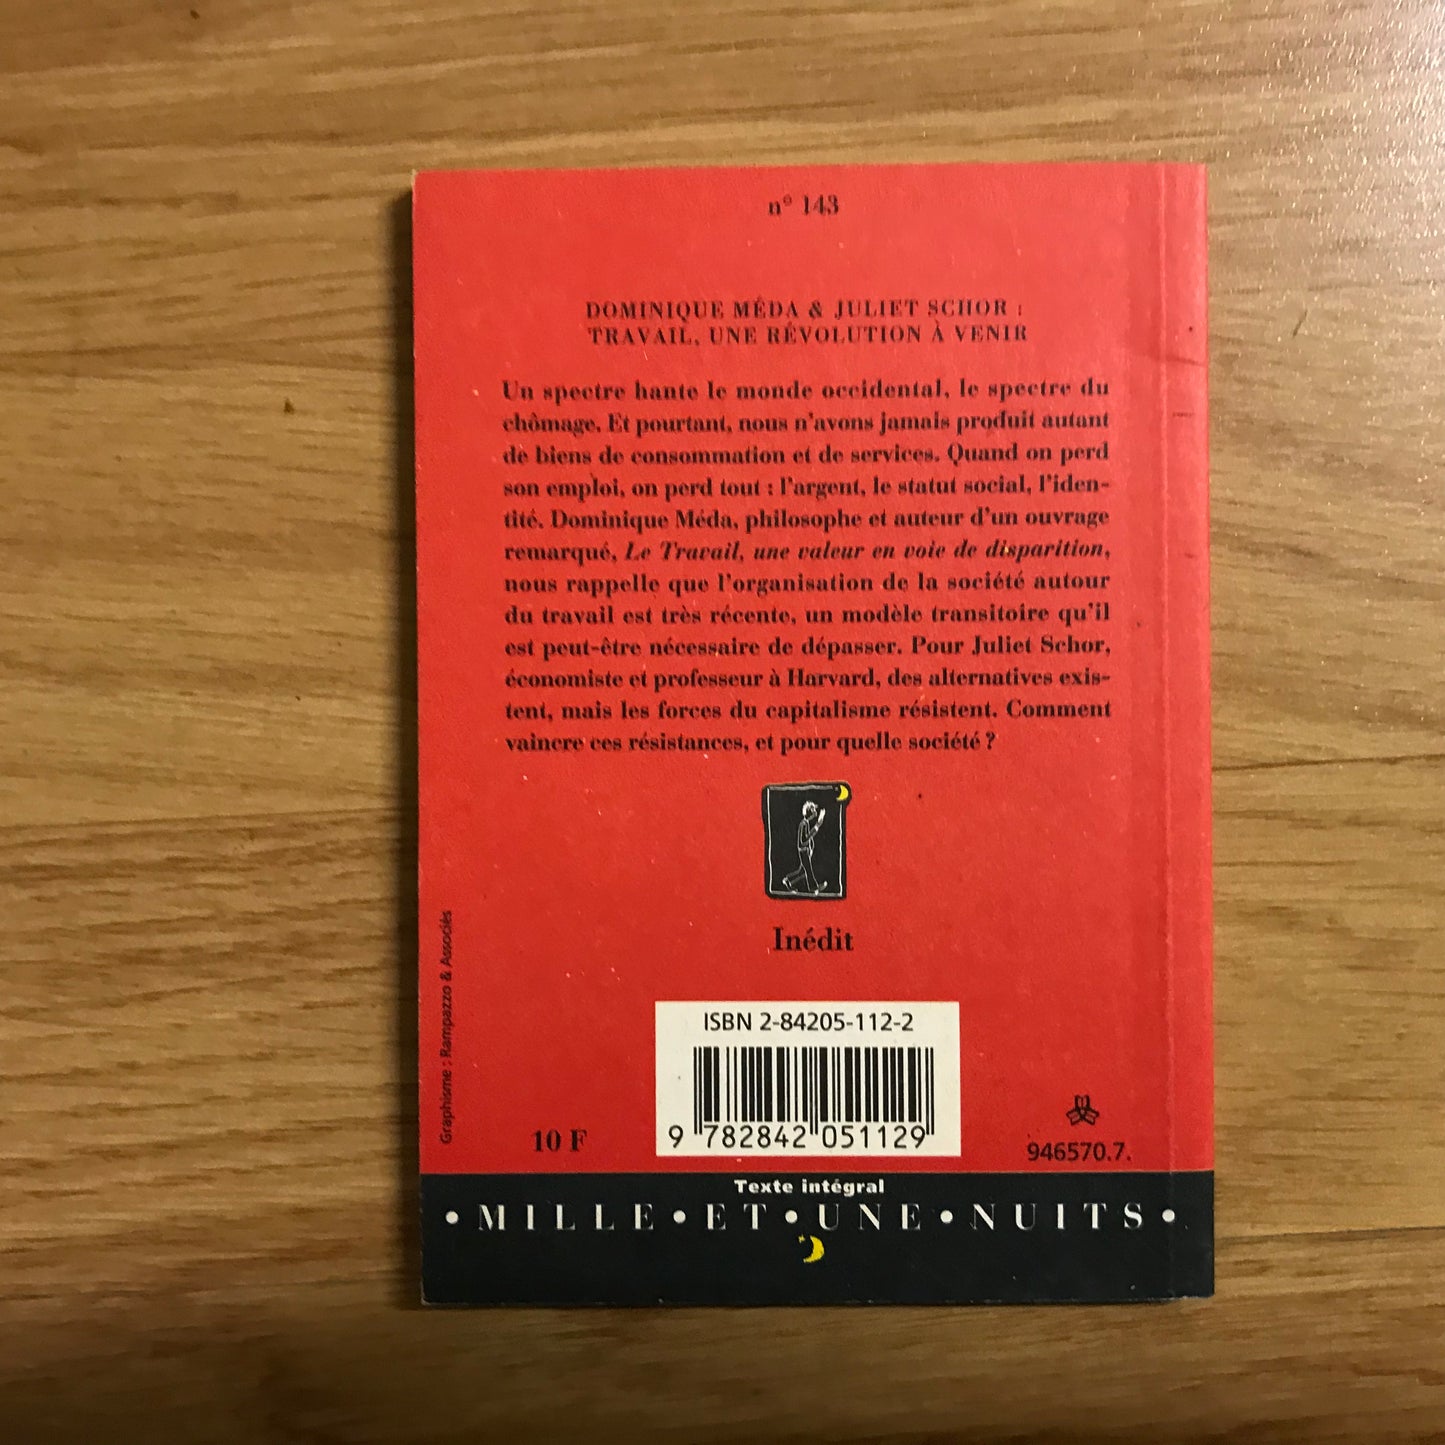 n° 143
DOMINIQUE MÉDA & JULIET SCHOR :
TRAVAIL, UNE RÉVOLUTION À VENIR
Un spectre hante le monde occidental, le spectre du
chômage. Et pourtant, nous n'avons jamais produit autant
de biens de consommation et de services. Quand on perd
son emploi, on perd tout : l'argent, le statut social, l'iden-
tité. Dominique Méda, philosophe et auteur d'un ouvrage
remarqué, Le Travail, une valeur en voie de disparition,
nous rappelle que l'organisation de la société autour
du travail est très récente, un modèle transitoire qu'il
est peut-être nécessaire de dépasser. Pour Juliet Schor,
économiste et professeur à Harvard, des alternatives exis-
tent, mais les forces du capitalisme résistent. Comment
vaincre ces résistances, et pour quelle société ?
Inédit
Graphisme : Rampazzo & Associés
ISBN 2-84205-112-2
9 782842 051129
10 F
946570.7.
Texte intégral
• MILLE • ET • UNE • NUITS •